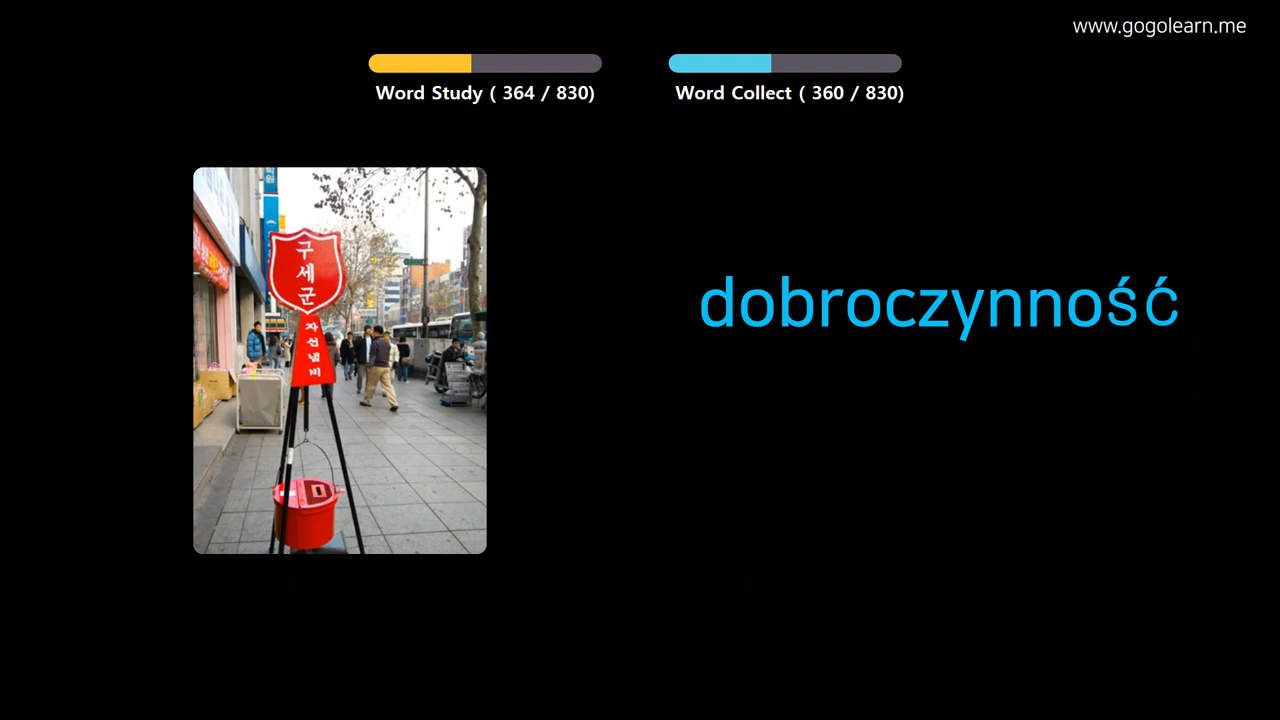 www.gogolearn.me
Word Study ( 364 / 830)
Word Collect ( 360 / 830)
구
세
군
자
선
냄
비
dobroczynność